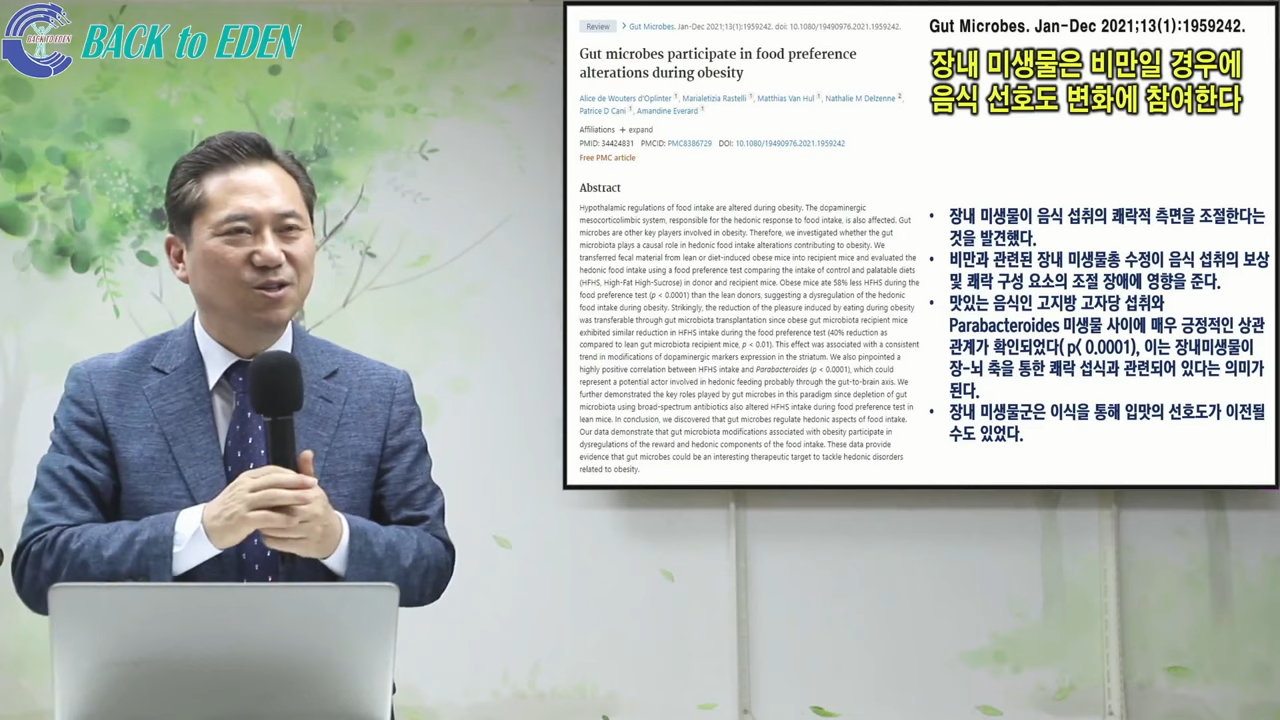 BACK TO EDEN
BACK to EDEN
Review
Gut Microbes. Jan-Dec 2021;13(1):1959242. doi: 10.1080/19490976.2021.1959242.
Gut microbes participate in food preference
alterations during obesity
Alice de Wouters d'Oplinter 1, Marialetizia Rastelli 1, Matthias Van Hul 1, Nathalie M Delzenne 2,
Patrice D Cani 1, Amandine Everard 1
Affiliations + expand
PMID: 34424831 PMCID: PMC8386729 DOI: 10.1080/19490976.2021.1959242
Free PMC article
Abstract
Hypothalamic regulations of food intake are altered during obesity. The dopaminergic
mesocorticolimbic system, responsible for the hedonic response to food intake, is also affected. Gut
microbes are other key players involved in obesity. Therefore, we investigated whether the gut
microbiota plays a causal role in hedonic food intake alterations contributing to obesity. We
transferred fecal material from lean or diet-induced obese mice into recipient mice and evaluated the
hedonic food intake using a food preference test comparing the intake of control and palatable diets
(HFHS, High-Fat High-Sucrose) in donor and recipient mice. Obese mice ate 58% less HFHS during the
food preference test (p < 0.0001) than the lean donors, suggesting a dysregulation of the hedonic
food intake during obesity. Strikingly, the reduction of the pleasure induced by eating during obesity
was transferable through gut microbiota transplantation since obese gut microbiota recipient mice
exhibited similar reduction in HFHS intake during the food preference test (40% reduction as
compared to lean gut microbiota recipient mice, p < 0.01). This effect was associated with a consistent
trend in modifications of dopaminergic markers expression in the striatum. We also pinpointed a
highly positive correlation between HFHS intake and Parabacteroides (p < 0.0001), which could
represent a potential actor involved in hedonic feeding probably through the gut-to-brain axis. We
further demonstrated the key roles played by gut microbes in this paradigm since depletion of gut
microbiota using broad-spectrum antibiotics also altered HFHS intake during food preference test in
lean mice. In conclusion, we discovered that gut microbes regulate hedonic aspects of food intake.
Our data demonstrate that gut microbiota modifications associated with obesity participate in
dysregulations of the reward and hedonic components of the food intake. These data provide
evidence that gut microbes could be an interesting therapeutic target to tackle hedonic disorders
related to obesity.
Gut Microbes. Jan-Dec 2021;13(1):1959242.
장내 미생물은 비만일 경우에
음식 선호도 변화에 참여한다
• 장내 미생물이 음식 섭취의 쾌락적 측면을 조절한다는
것을 발견했다.
• 비만과 관련된 장내 미생물총 수정이 음식 섭취의 보상
및 쾌락 구성 요소의 조절 장애에 영향을 준다.
• 맛있는 음식인 고지방 고자당 섭취와
Parabacteroides 미생물 사이에 매우 긍정적인 상관
관계가 확인되었다( p< 0.0001), 이는 장내미생물이
장-뇌 축을 통한 쾌락 섭식과 관련되어 있다는 의미가
된다.
• 장내 미생물군은 이식을 통해 입맛의 선호도가 이전될
수도 있었다.